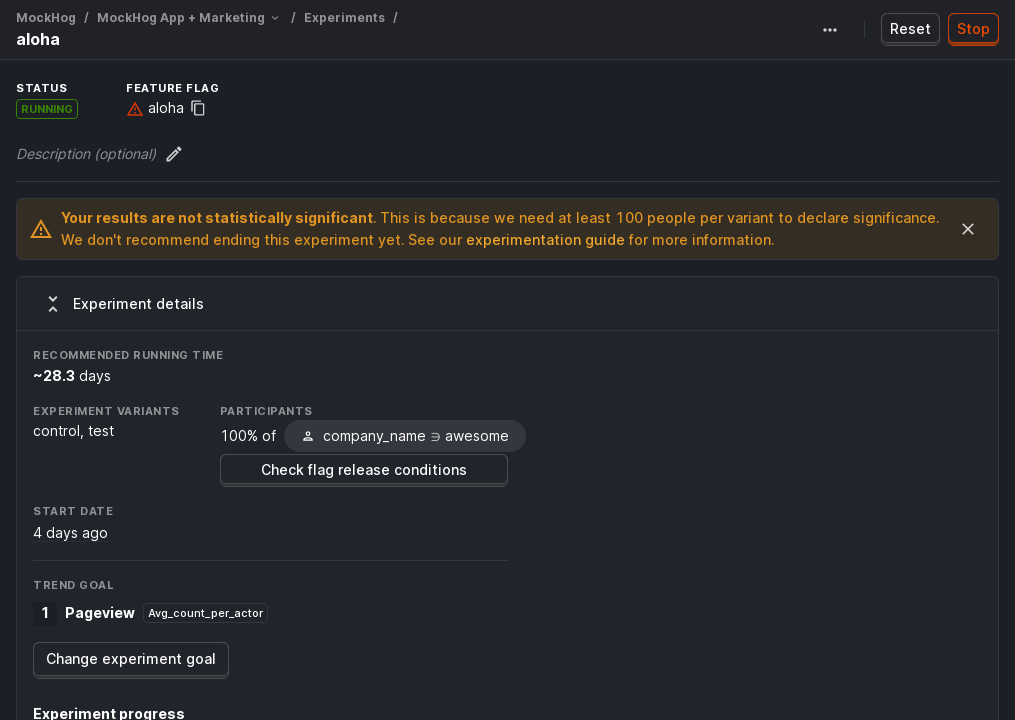 MockHog / MockHog App + Marketing / Experiments /
aloha
Reset
Stop
STATUS
FEATURE FLAG
RUNNING
aloha
Description (optional)
Your results are not statistically significant. This is because we need at least 100 people per variant to declare significance.
We don't recommend ending this experiment yet. See our experimentation guide for more information.
Experiment details
RECOMMENDED RUNNING TIME
~28.3 days
EXPERIMENT VARIANTS
PARTICIPANTS
control, test
100% of company_name ∋ awesome
Check flag release conditions
START DATE
4 days ago
TREND GOAL
1 Pageview Avg_count_per_actor
Change experiment goal
Experiment progress